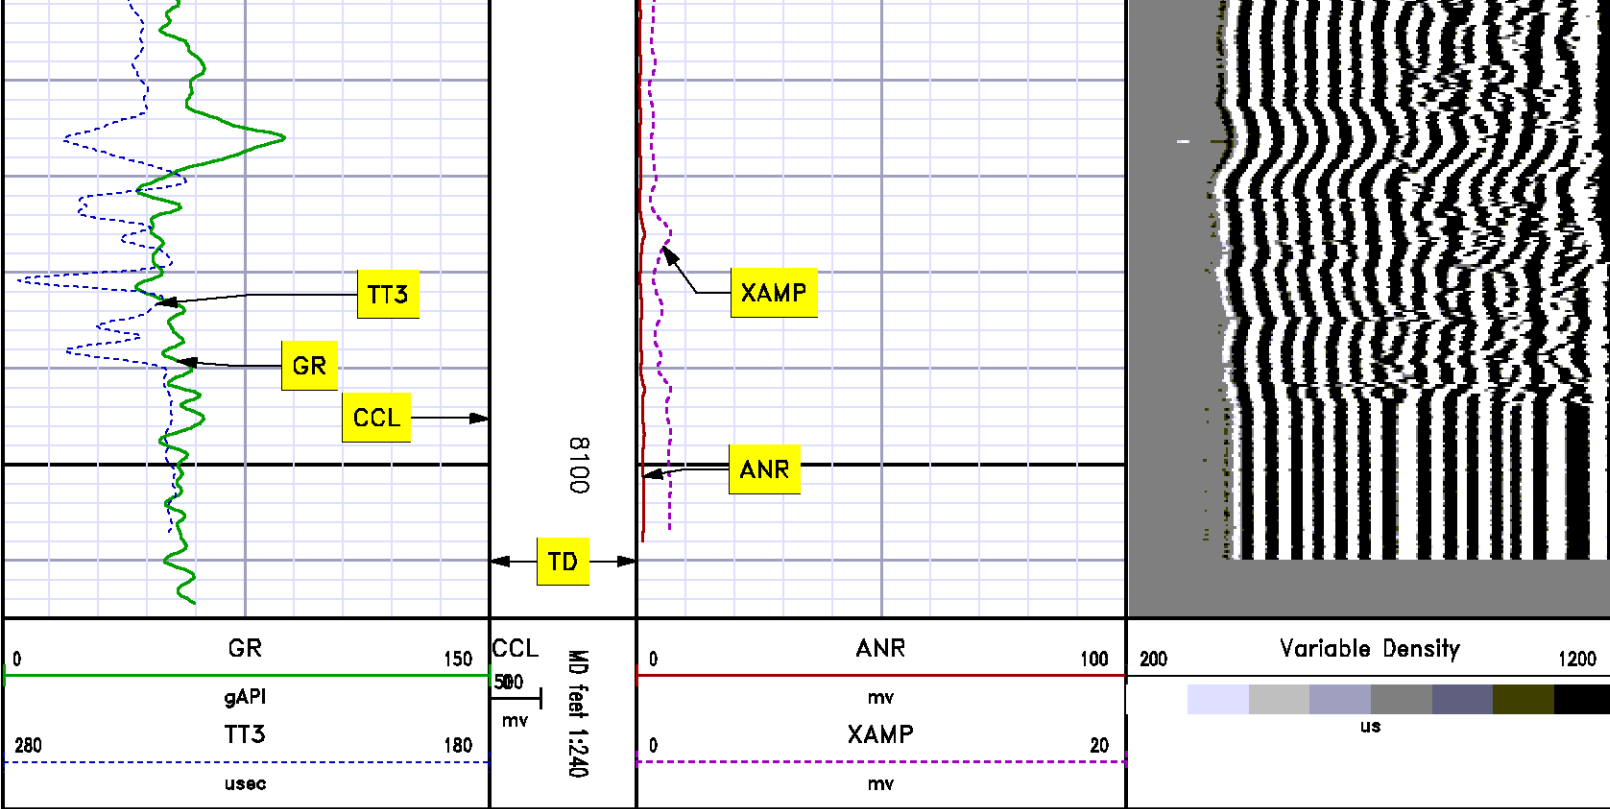 TT3
XAMP
GR
CCL
8100
ANR
TD
GR
0 150
gAPI
TT3
280 180
usec
CCL
mv
MD feet 1:240
ANR
0 100
mv
XAMP
0 20
mv
Variable Density
200 1200
us